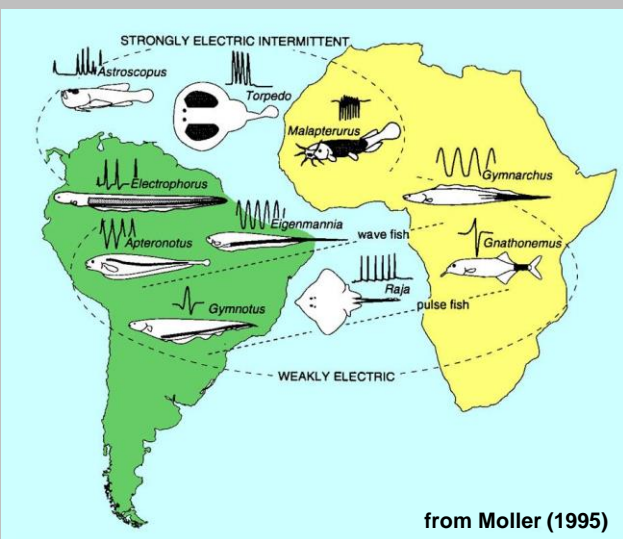 STRONGLY ELECTRIC INTERMITTENT
Astroscopus
Torpedo
Malapterurus
Gymnarchus
Electrophorus
Eigenmannia
wave fish
Apteronotus
Gnathonemus
Raja
pulse fish
Gymnotus
WEAKLY ELECTRIC
from Moller (1995)